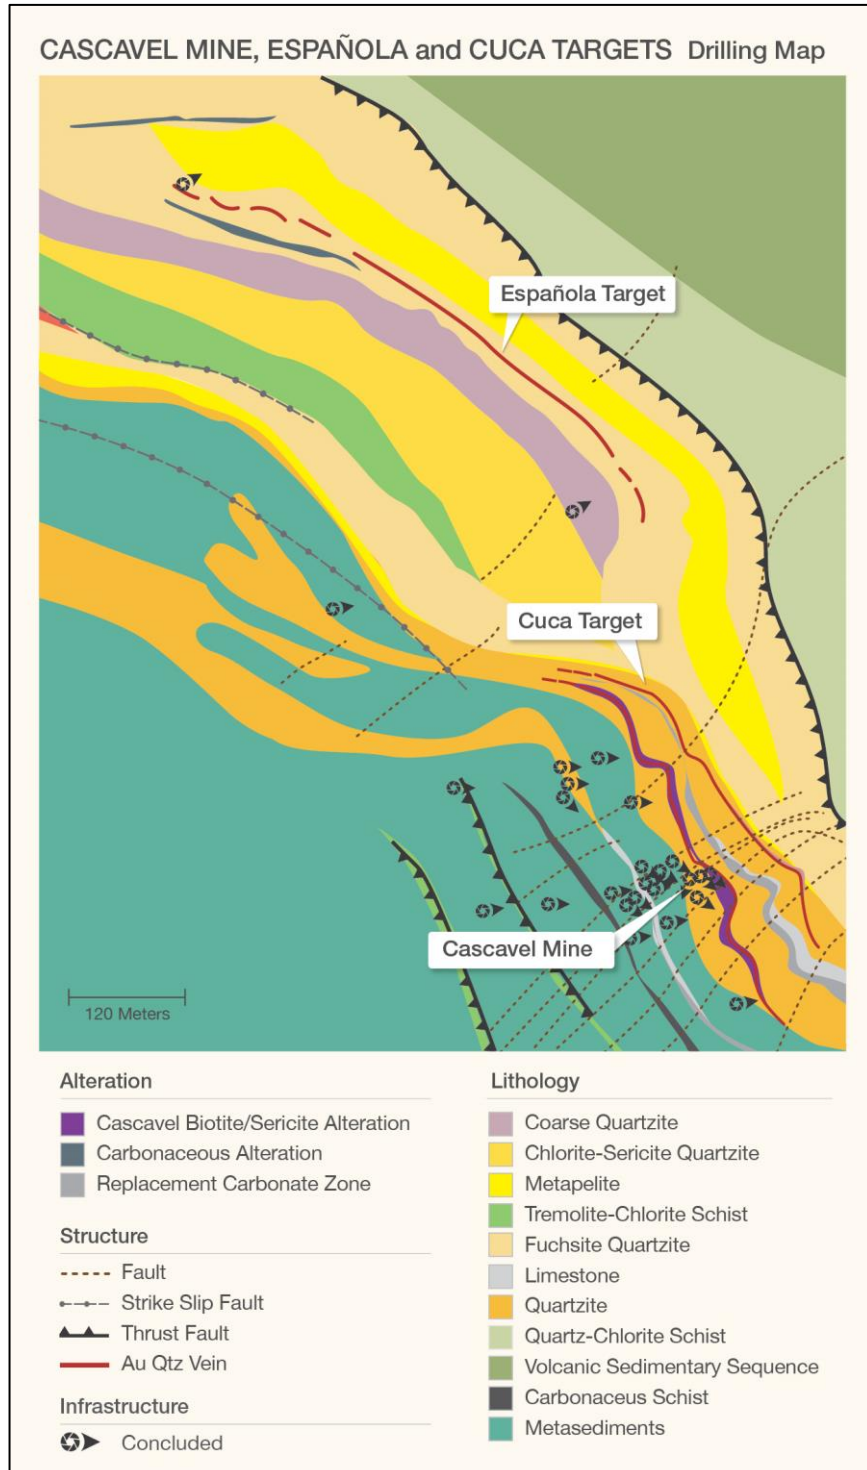 CASCAVEL MINE, ESPAÑOLA and CUCA TARGETS Drilling Map
Española Target
Cuca Target
Cascavel Mine
120 Meters
Alteration
Cascavel Biotite/Sericite Alteration
Carbonaceous Alteration
Replacement Carbonate Zone
Structure
Fault
Strike Slip Fault
Thrust Fault
Au Qtz Vein
Infrastructure
Concluded
Lithology
Coarse Quartzite
Chlorite-Sericite Quartzite
Metapelite
Tremolite-Chlorite Schist
Fuchsite Quartzite
Limestone
Quartzite
Quartz-Chlorite Schist
Volcanic Sedimentary Sequence
Carbonaceus Schist
Metasediments